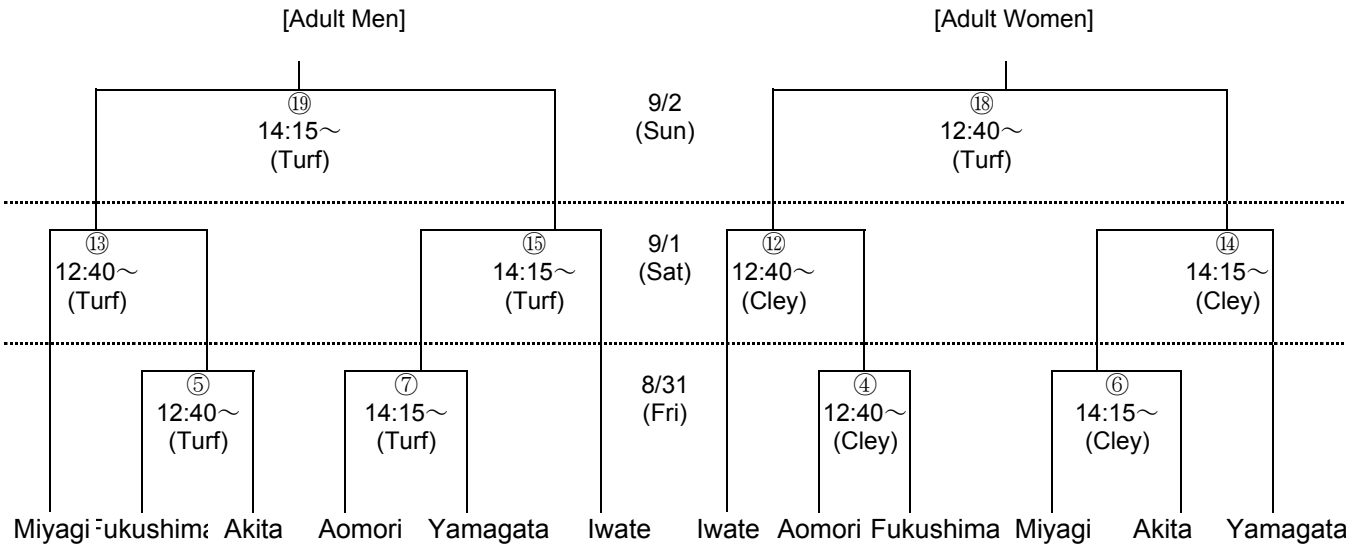 [Adult Men] [Adult Women]
⑲ 9/2 ⑱
14:15～ (Sun) 12:40～
(Turf) (Turf)
⑬ ⑮ 9/1 ⑫ ⑭
12:40～ 14:15～ (Sat) 12:40～ 14:15～
(Turf) (Turf) (Cley) (Cley)
⑤ ⑦ 8/31 ④ ⑥
12:40～ 14:15～ (Fri) 12:40～ 14:15～
(Turf) (Turf) (Cley) (Cley)
Miyagi Fukushima Akita Aomori Yamagata Iwate Iwate Aomori Fukushima Miyagi Akita Yamagata